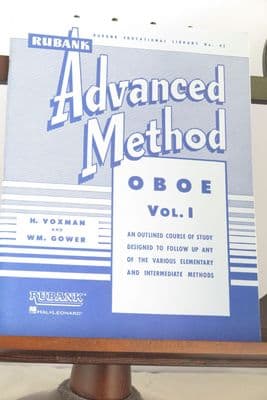 RUBANK EDUCATIONAL LIBRARY No. 42
RUBANK
Advanced
Method
OBOE
VOL. I
H. VOXMAN
AND
WM. GOWER
AN OUTLINED COURSE OF STUDY
DESIGNED TO FOLLOW UP ANY
OF THE VARIOUS ELEMENTARY
AND INTERMEDIATE METHODS
RUBANK
HAL•LEONARD